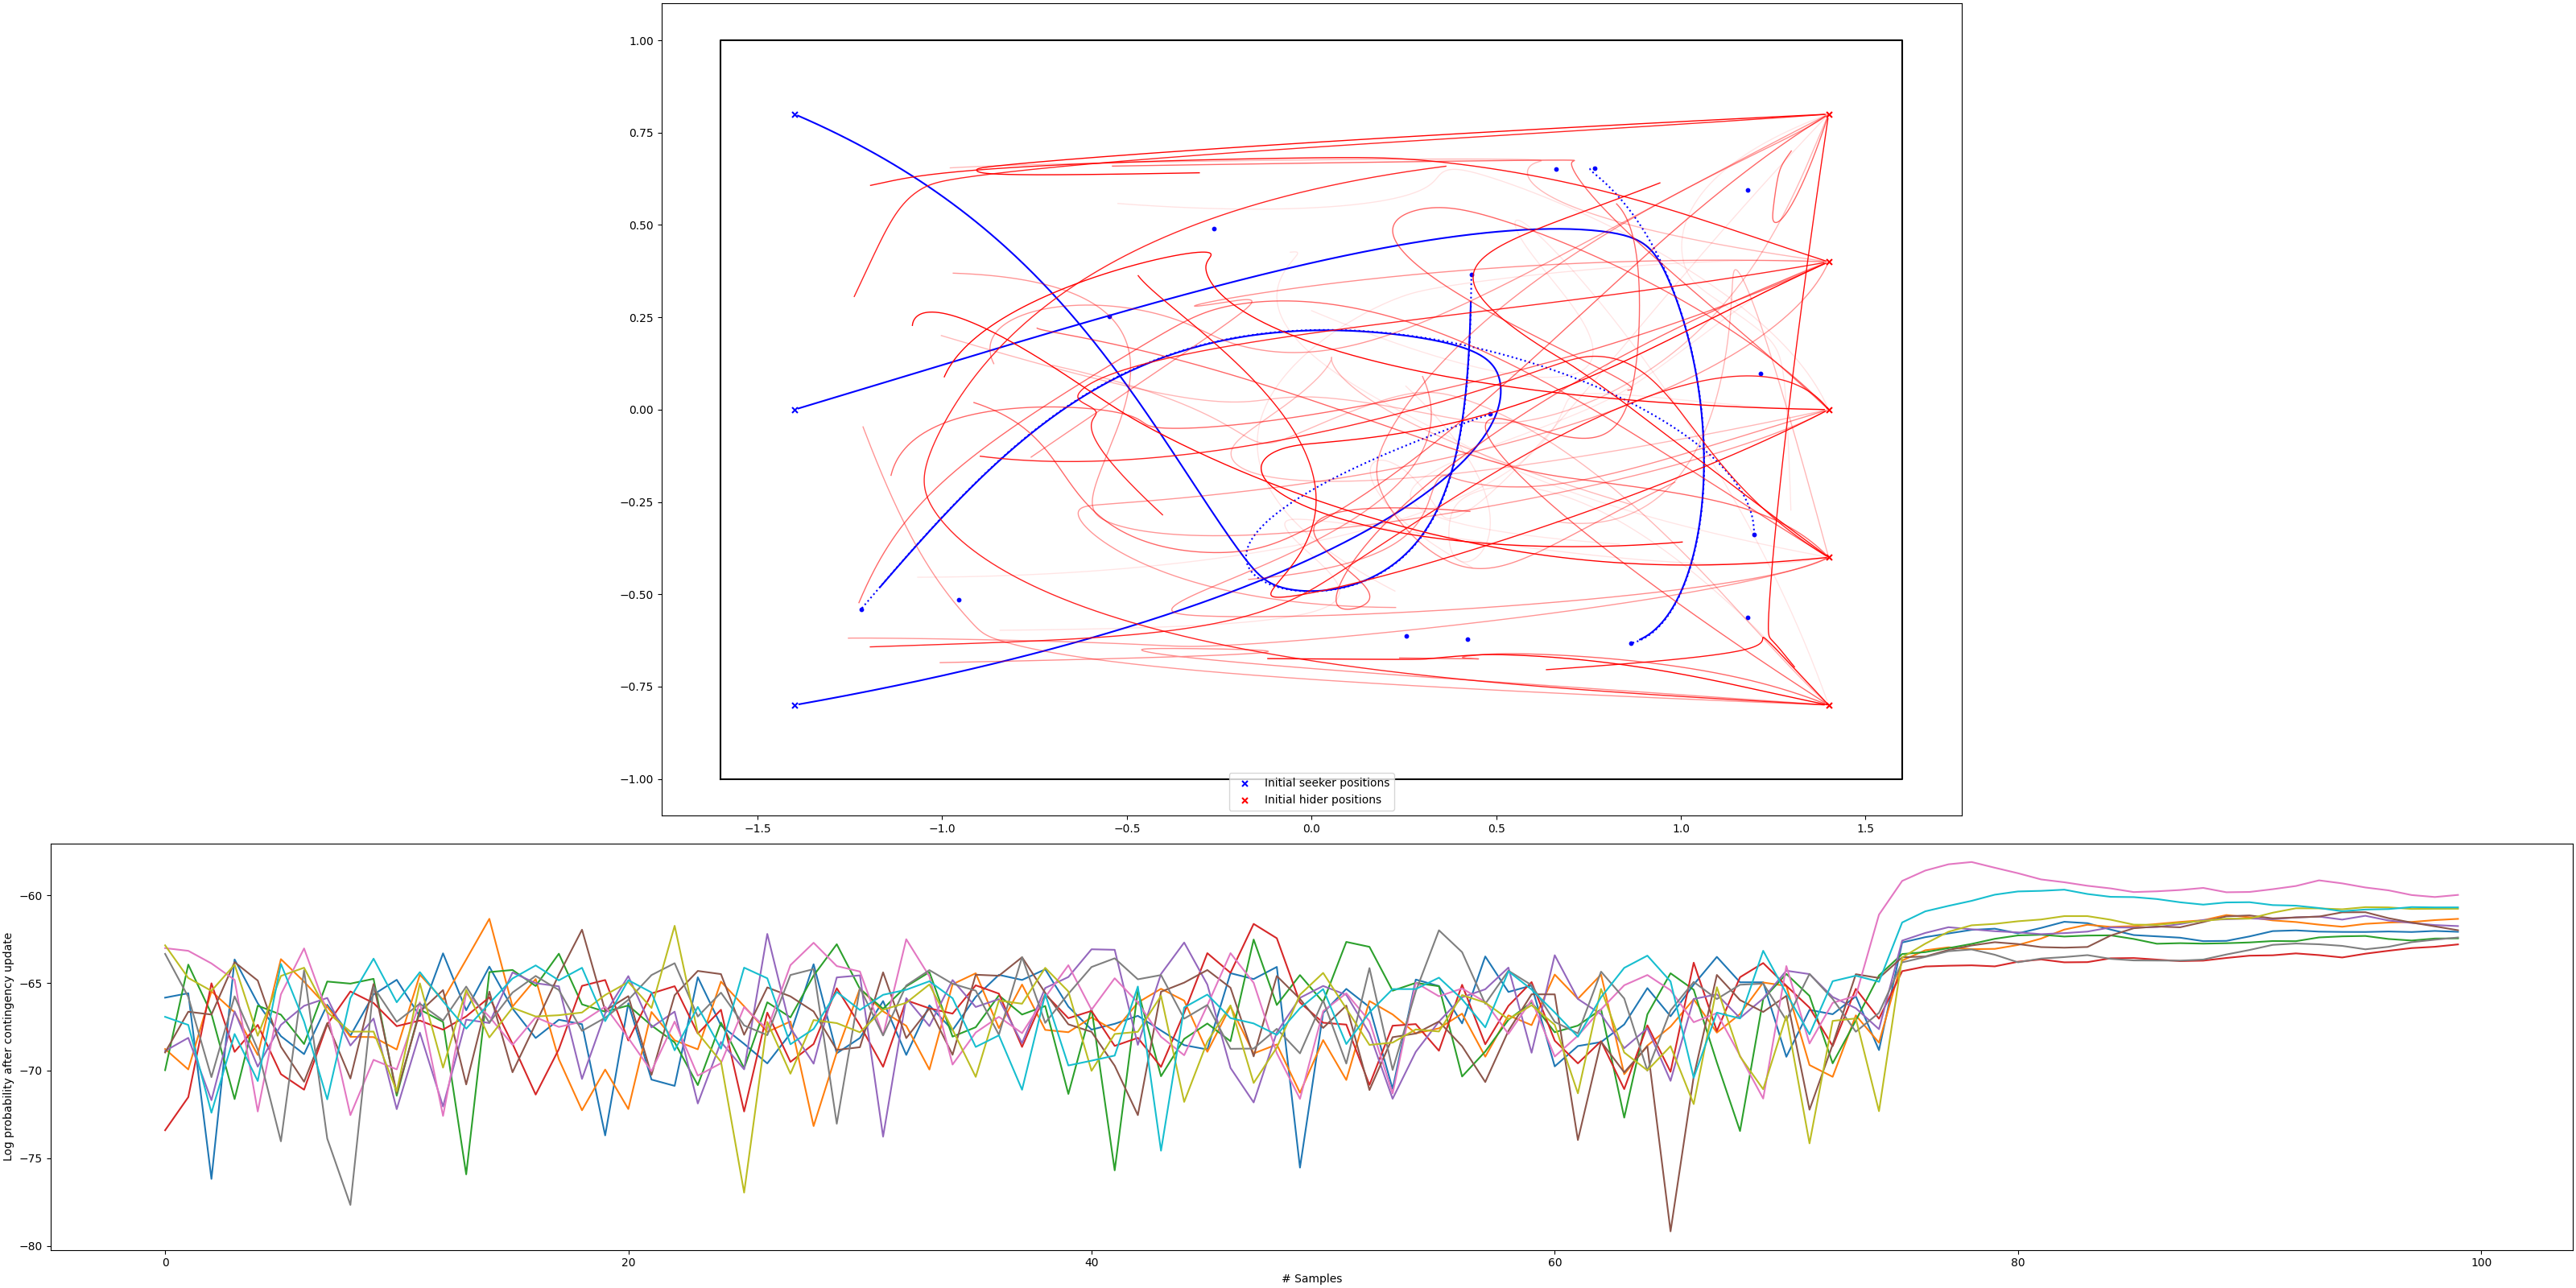 1.00
0.75
0.50
0.25
0.00
−0.25
−0.50
−0.75
−1.00
Initial seeker positions
Initial hider positions
−1.5 −1.0 −0.5 0.0 0.5 1.0 1.5
Log probability after contingency update
−60
−65
−70
−75
−80
0 20 40 60 80 100
# Samples